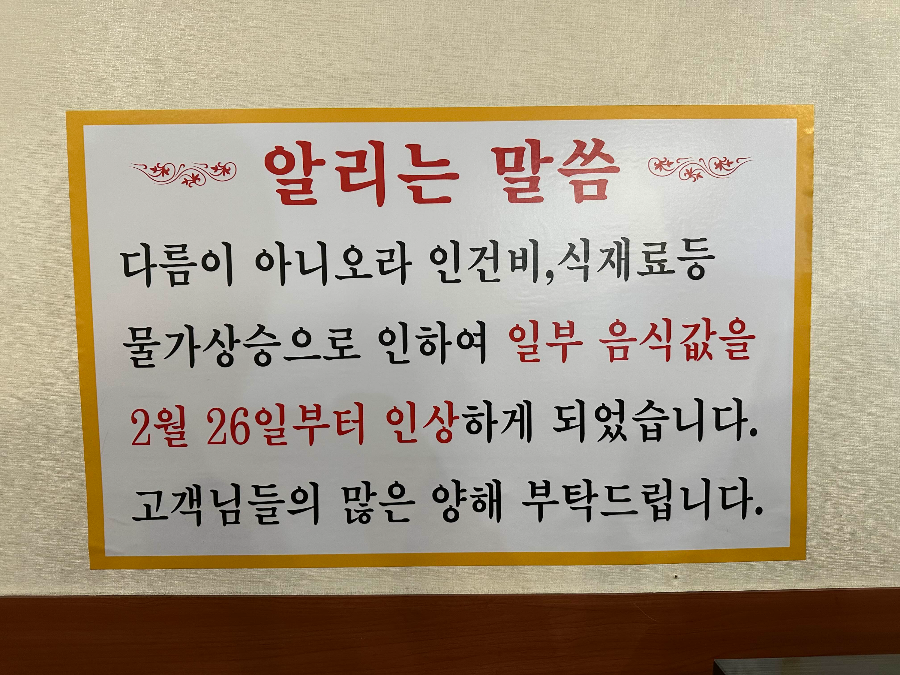 알리는 말씀
다름이 아니오라 인건비,식재료등
물가상승으로 인하여 일부 음식값을
2월 26일부터 인상하게 되었습니다.
고객님들의 많은 양해 부탁드립니다.